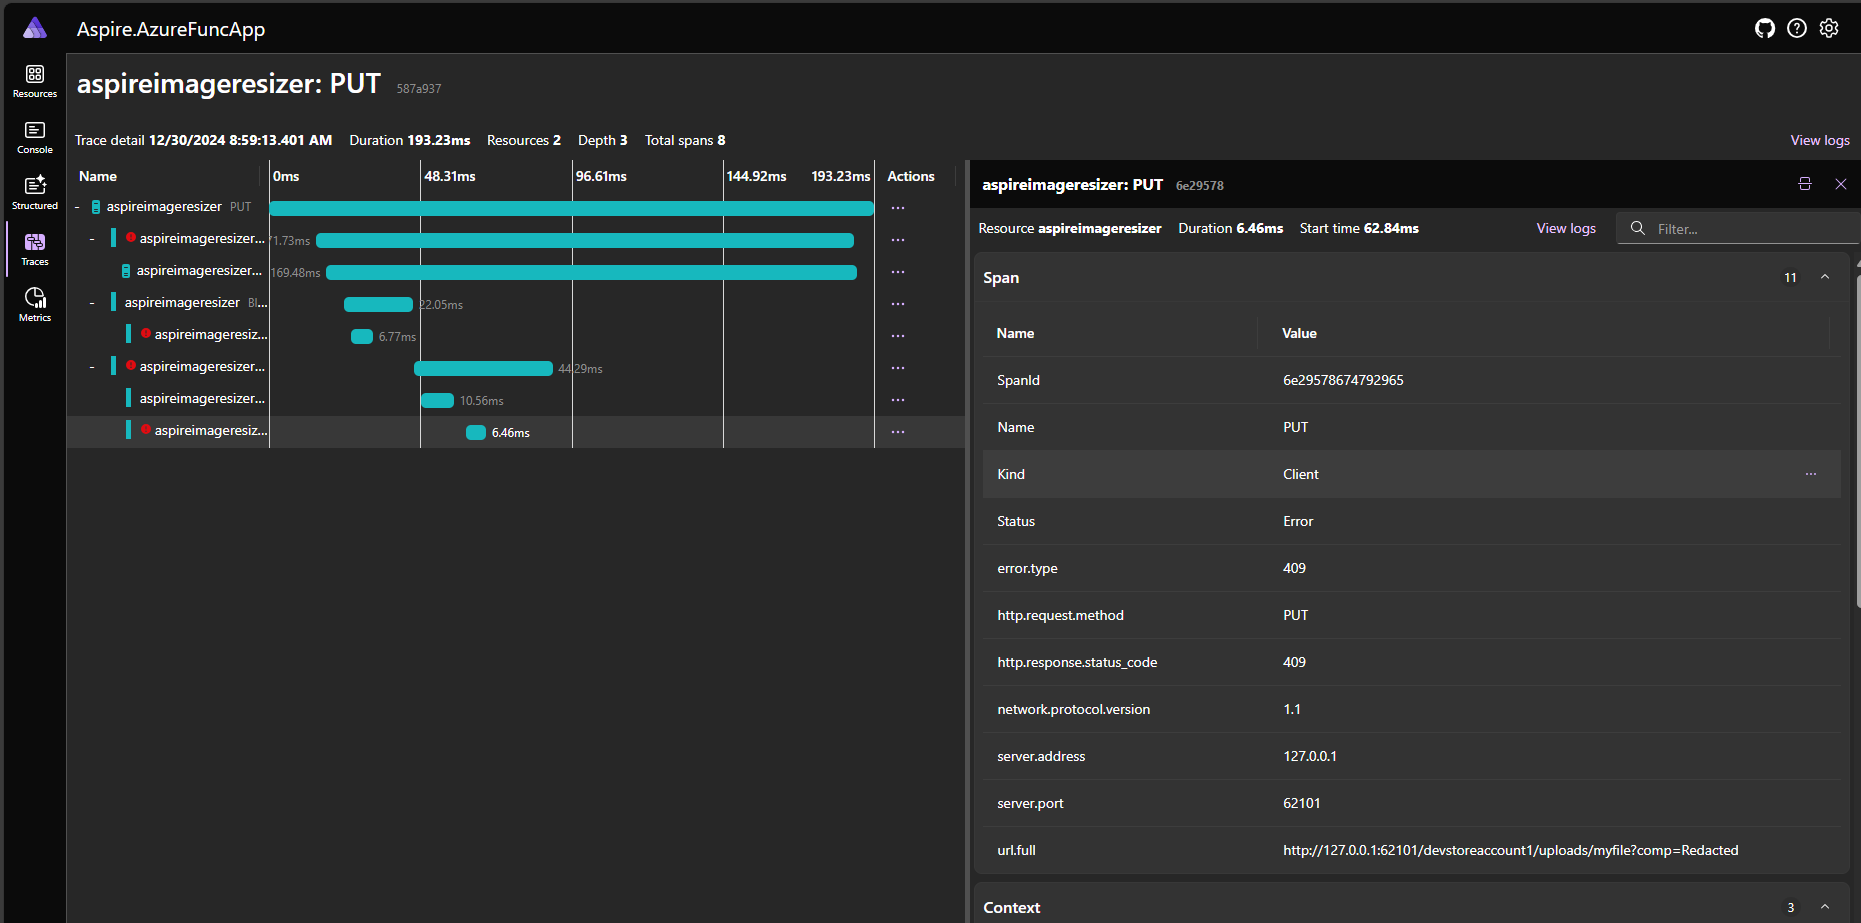 Aspire.AzureFuncApp
aspireimageresizer: PUT 587a937
Trace detail 12/30/2024 8:59:13.401 AM Duration 193.23ms Resources 2 Depth 3 Total spans 8 View logs
Resources
Console
Structured
Traces
Metrics
Name 0ms 48.31ms 96.61ms 144.92ms 193.23ms Actions
- aspireimageresizer PUT ...
- aspireimageresizer... 71.73ms ...
aspireimageresizer... 169.48ms ...
- aspireimageresizer Bl... 22.05ms ...
aspireimageresiz... 6.77ms ...
- aspireimageresizer... 44.29ms ...
aspireimageresizer... 10.56ms ...
aspireimageresiz... 6.46ms ...
aspireimageresizer: PUT 6e29578
Resource aspireimageresizer Duration 6.46ms Start time 62.84ms View logs Filter...
Span 11
Name Value
SpanId 6e29578674792965
Name PUT
Kind Client ...
Status Error
error.type 409
http.request.method PUT
http.response.status_code 409
network.protocol.version 1.1
server.address 127.0.0.1
server.port 62101
url.full http://127.0.0.1:62101/devstoreaccount1/uploads/myfile?comp=Redacted
Context 3